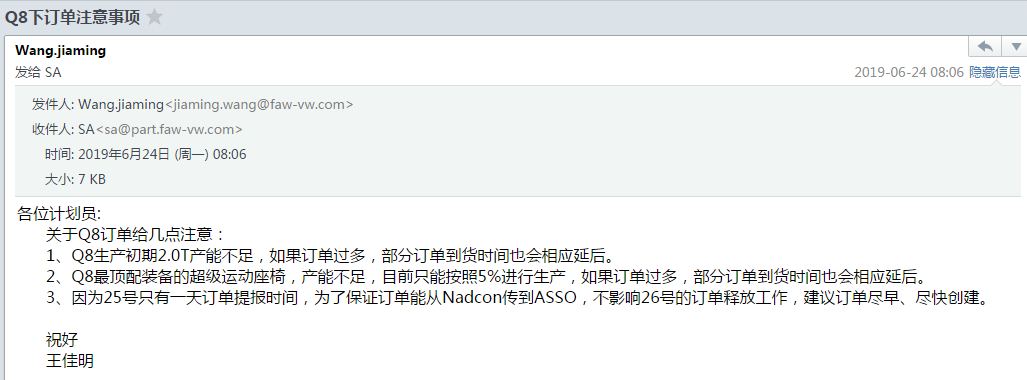 Q8下订单注意事项
Wang.jiaming
发给 SA
2019-06-24 08:06 隐藏信息
发件人: Wang.jiaming<jiaming.wang@faw-vw.com>
收件人: SA<sa@part.faw-vw.com>
时间: 2019年6月24日 (周一) 08:06
大小: 7 KB
各位计划员:
关于Q8订单给几点注意：
1、Q8生产初期2.0T产能不足，如果订单过多，部分订单到货时间也会相应延后。
2、Q8最顶配装备的超级运动座椅，产能不足，目前只能按照5%进行生产，如果订单过多，部分订单到货时间也会相应延后。
3、因为25号只有一天订单提报时间，为了保证订单能从Nadcon传到ASSO，不影响26号的订单释放工作，建议订单尽早、尽快创建。
祝好
王佳明